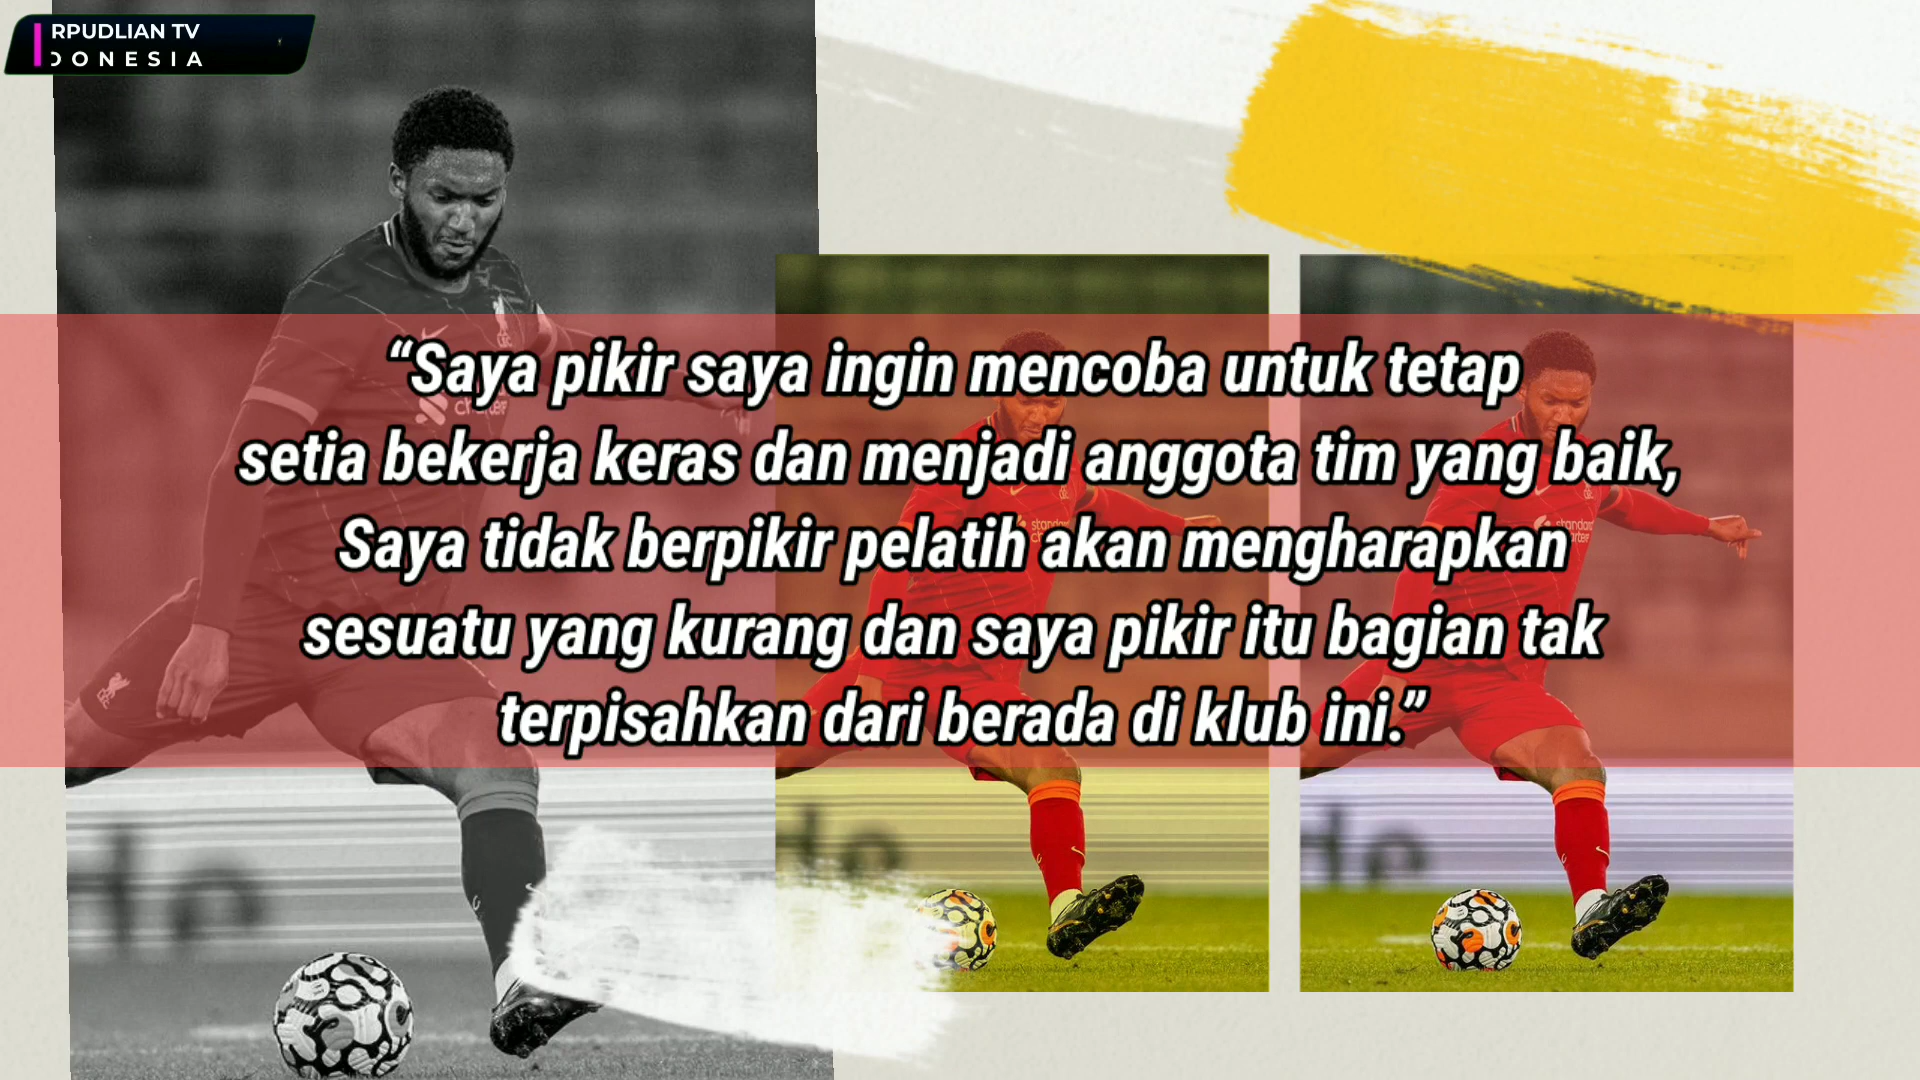 RPUDLIAN TV
DONESIA
“Saya pikir saya ingin mencoba untuk tetap
setia bekerja keras dan menjadi anggota tim yang baik,
Saya tidak berpikir pelatih akan mengharapkan
sesuatu yang kurang dan saya pikir itu bagian tak
terpisahkan dari berada di klub ini.”